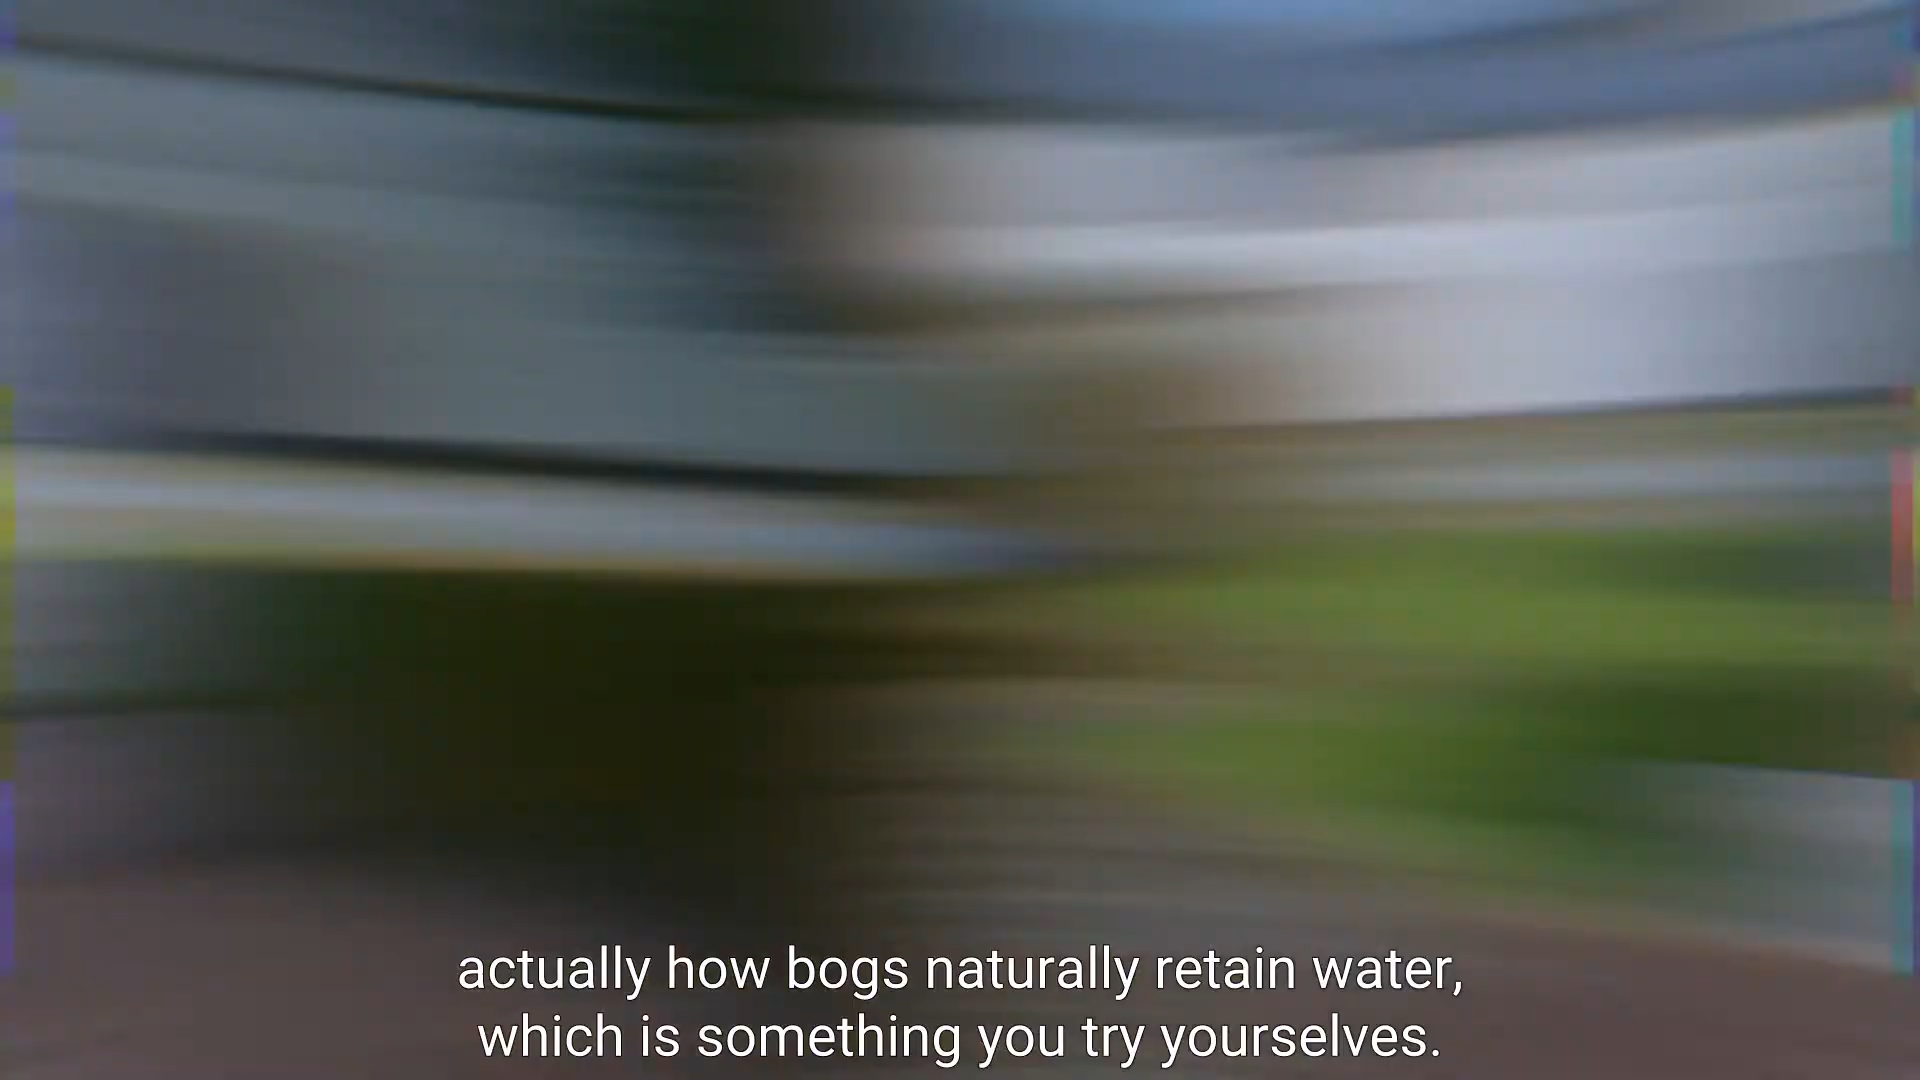 actually how bogs naturally retain water,
which is something you try yourselves.